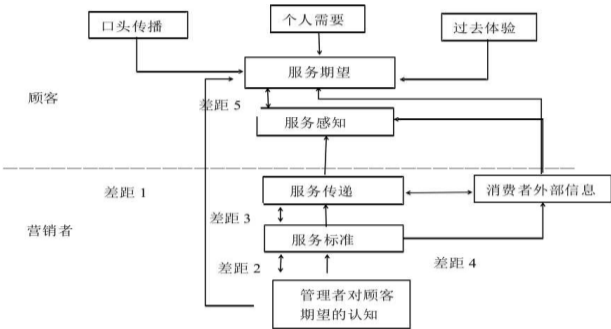 口头传播
个人需要
过去体验
服务期望
顾客
差距 5
服务感知
差距 1
服务传递
消费者外部信息
差距 3
营销者
服务标准
差距 2
差距 4
管理者对顾客
期望的认知